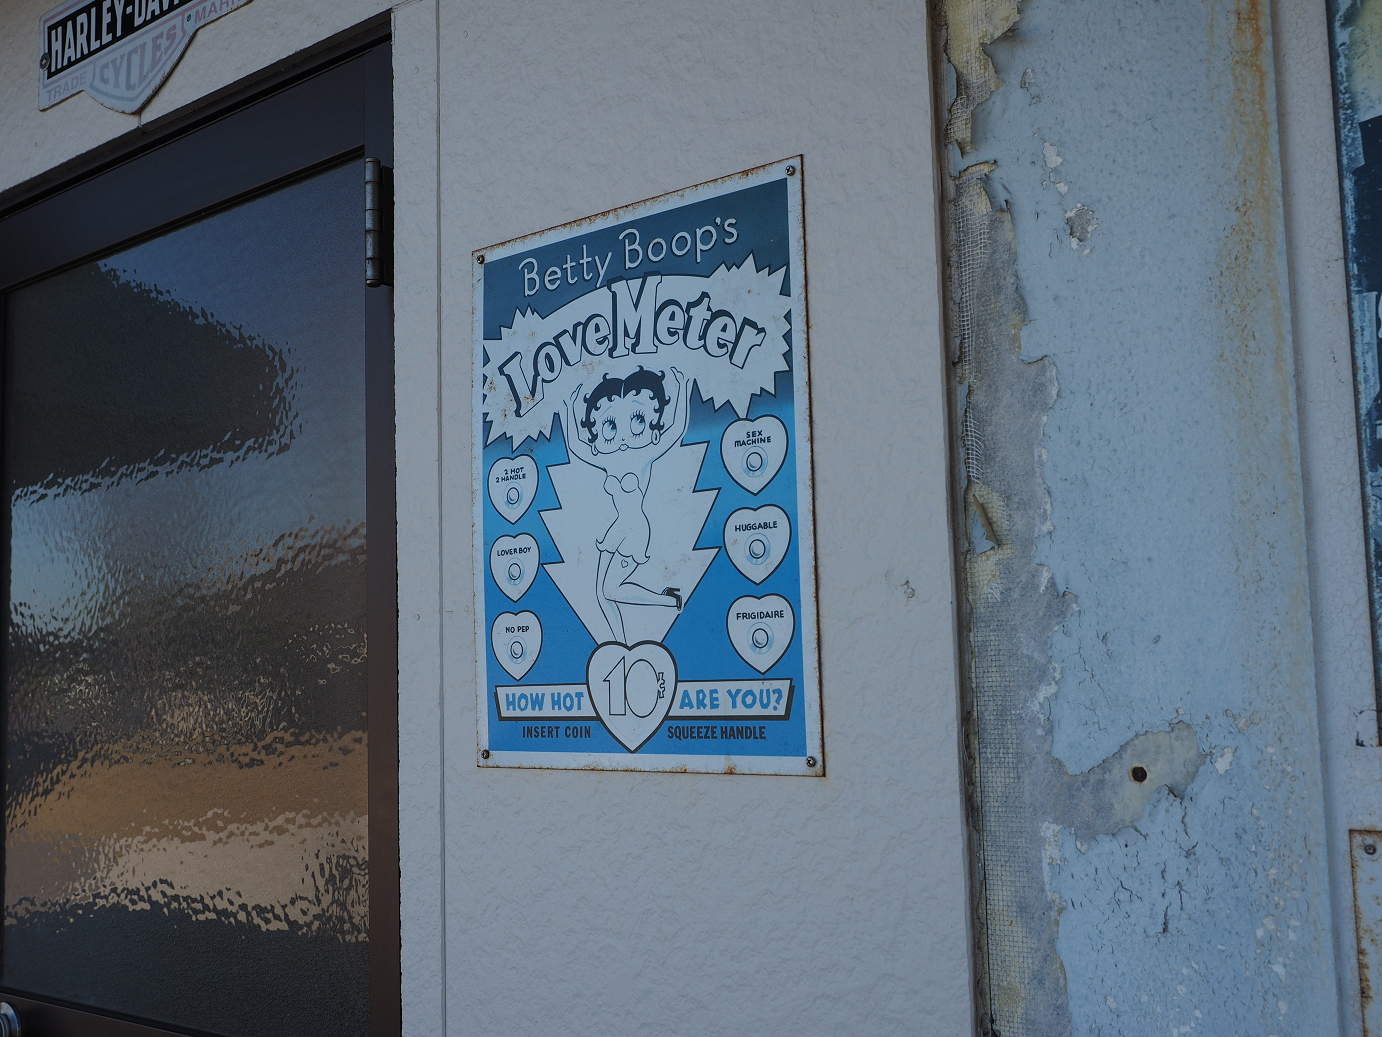 HARLEY-DAV
TRADE MAR
CYCLES
Betty Boop's
Love Meter
2 HOT
2 HANDLE
LOVER BOY
NO PEP
SEX
MACHINE
HUGGABLE
FRIGIDAIRE
HOW HOT 10¢ ARE YOU?
INSERT COIN SQUEEZE HANDLE